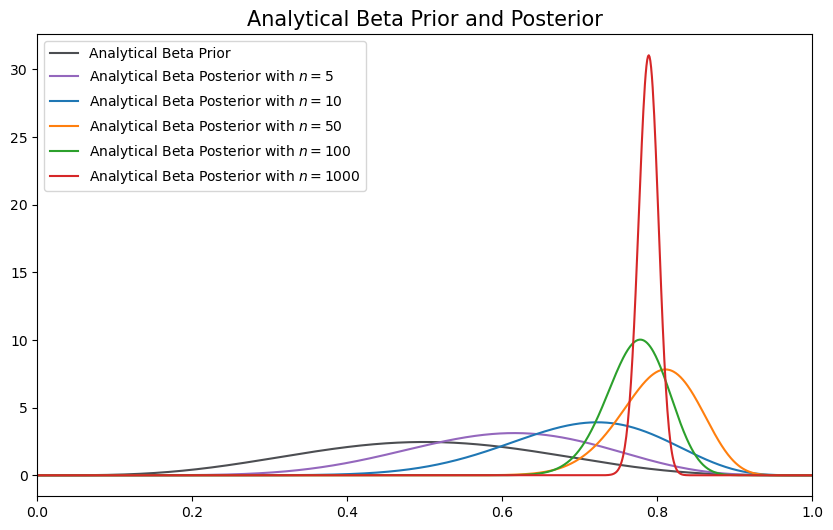 Analytical Beta Prior and Posterior
Analytical Beta Prior
Analytical Beta Posterior with n = 5
Analytical Beta Posterior with n = 10
Analytical Beta Posterior with n = 50
Analytical Beta Posterior with n = 100
Analytical Beta Posterior with n = 1000
30
25
20
15
10
5
0
0.0 0.2 0.4 0.6 0.8 1.0